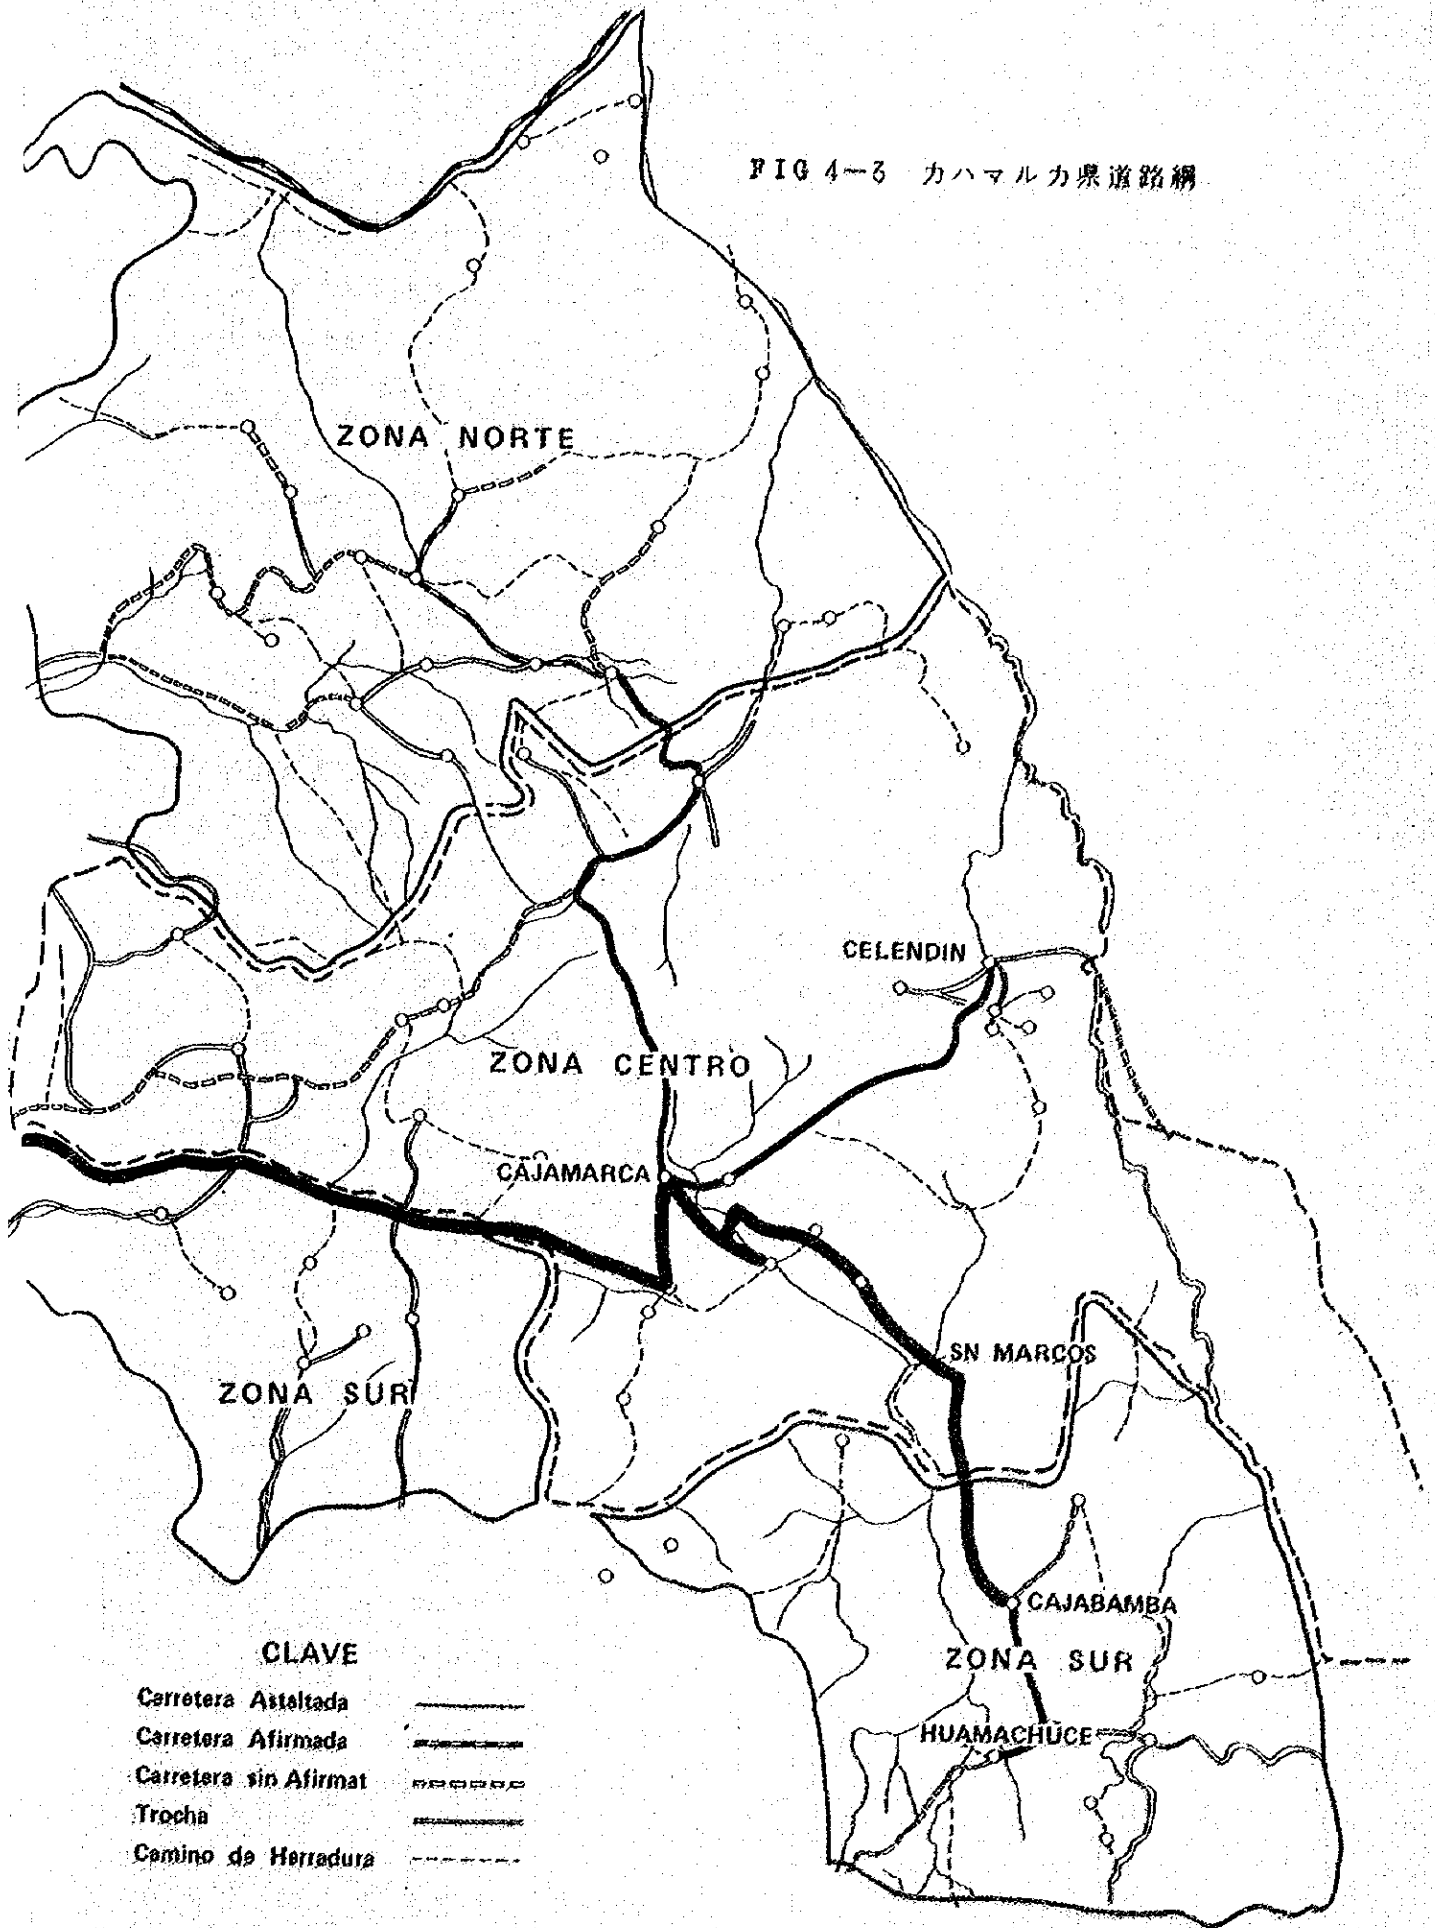 FIG 4-3 カハマルカ県道路網
ZONA NORTE
CELENDIN
ZONA CENTRO
CAJAMARCA
SN MARCOS
ZONA SUR
CAJABAMBA
ZONA SUR
HUAMACHUCE
CLAVE
Carretera Asfaltada
Carretera Afirmada
Carretera sin Afirmat
Trocha
Camino de Herradura